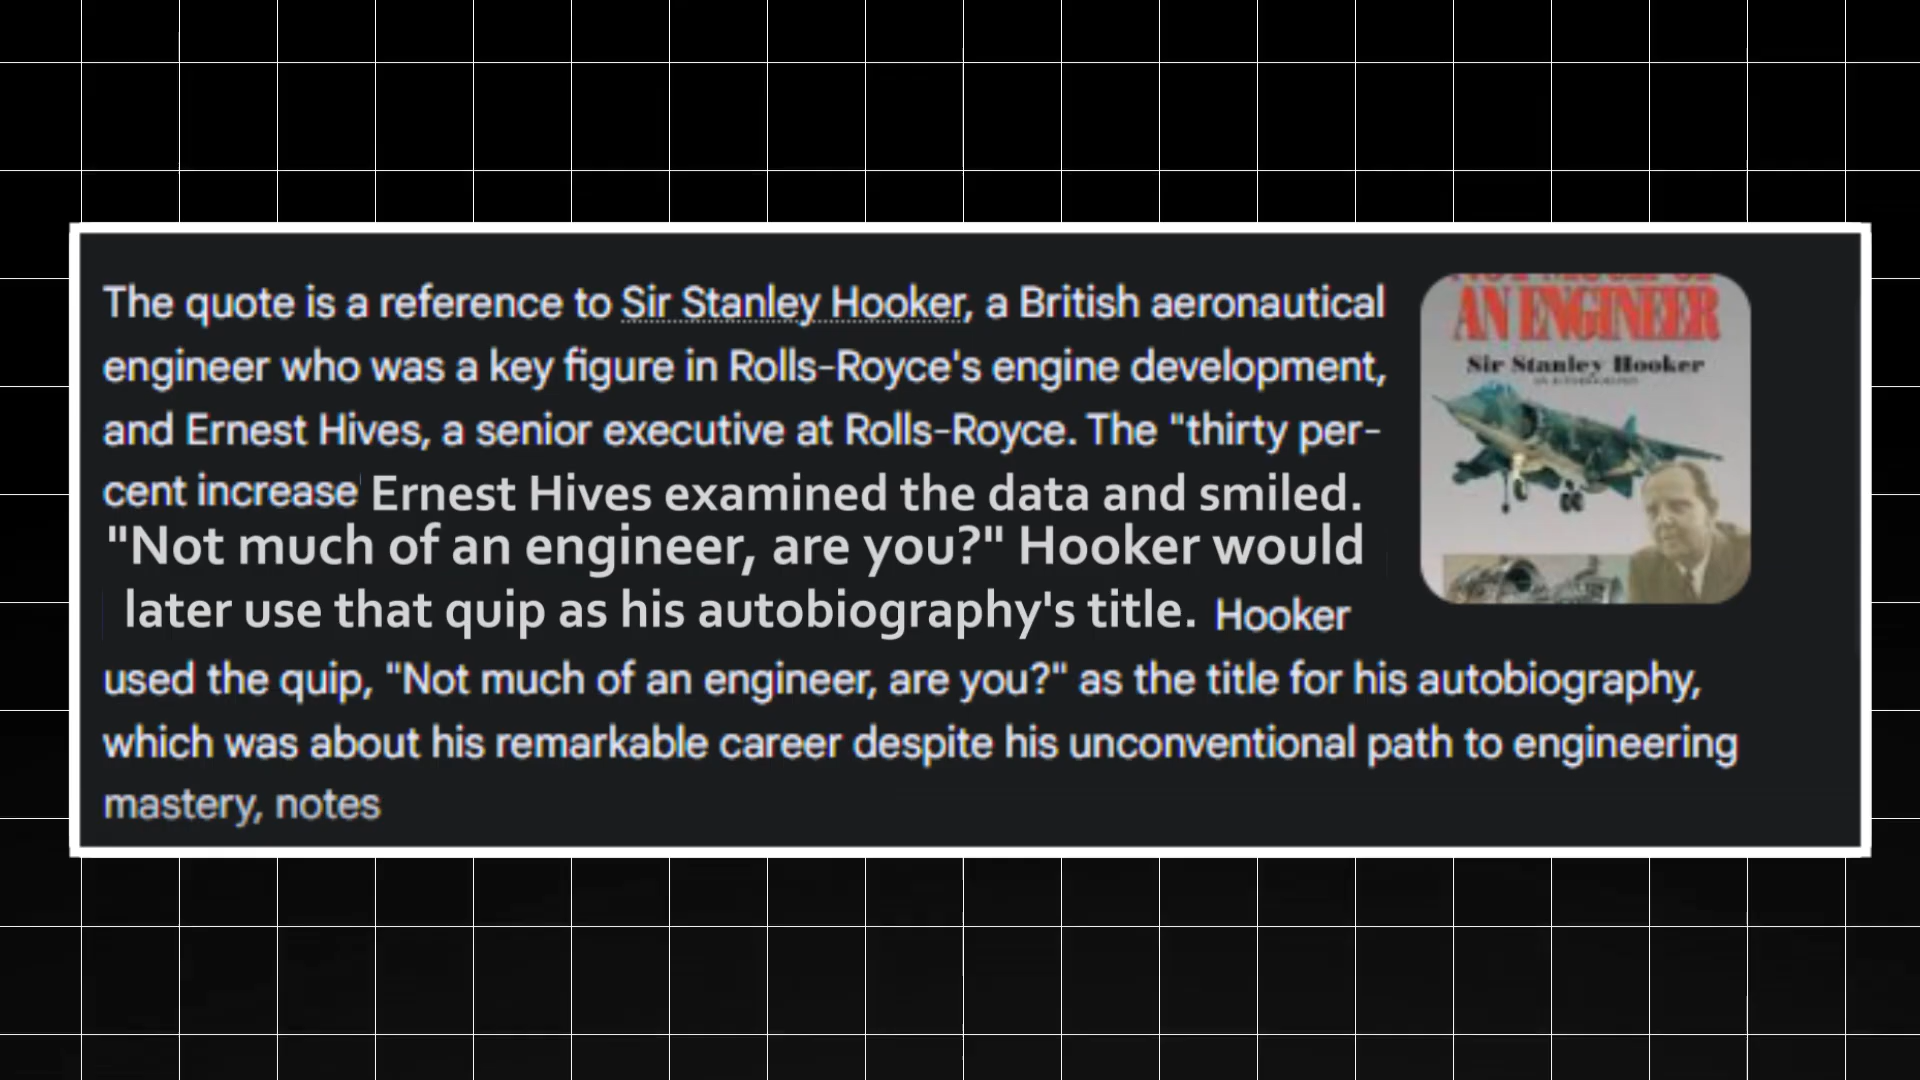 The quote is a reference to Sir Stanley Hooker, a British aeronautical
engineer who was a key figure in Rolls-Royce's engine development,
and Ernest Hives, a senior executive at Rolls-Royce. The "thirty per-
cent increase Ernest Hives examined the data and smiled.
"Not much of an engineer, are you?" Hooker would
later use that quip as his autobiography's title. Hooker
used the quip, "Not much of an engineer, are you?" as the title for his autobiography,
which was about his remarkable career despite his unconventional path to engineering
mastery, notes
AN ENGINEER
Sir Stanley Hooker